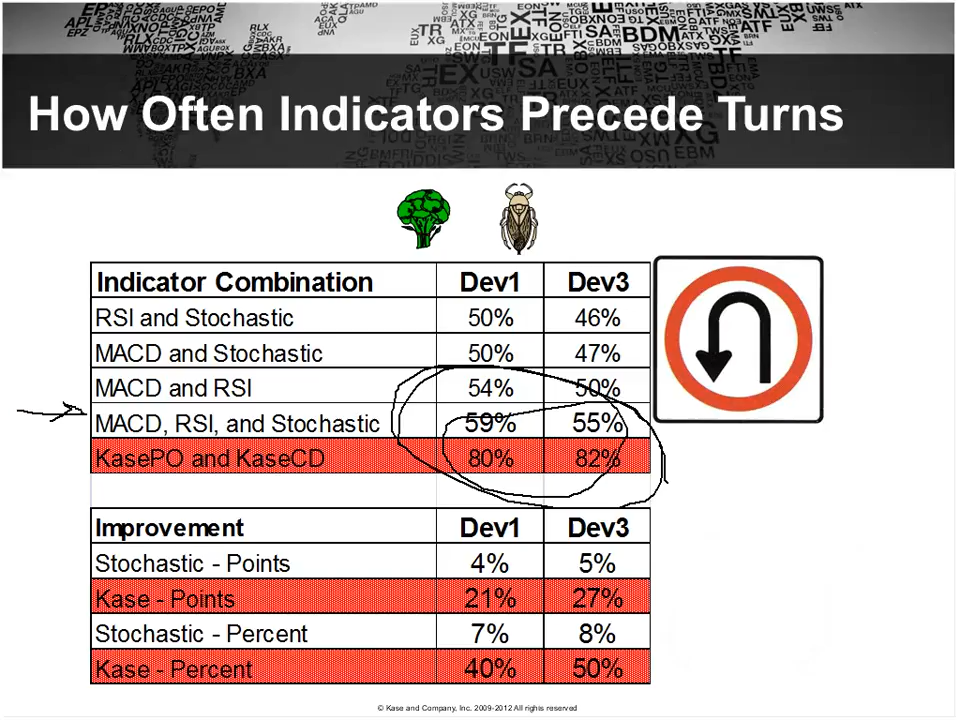 How Often Indicators Precede Turns
Indicator Combination Dev1 Dev3
RSI and Stochastic 50% 46%
MACD and Stochastic 50% 47%
MACD and RSI 54% 50%
MACD, RSI, and Stochastic 59% 55%
KasePO and KaseCD 80% 82%
Improvement Dev1 Dev3
Stochastic - Points 4% 5%
Kase - Points 21% 27%
Stochastic - Percent 7% 8%
Kase - Percent 40% 50%
© Kase and Company, Inc. 2009-2012 All rights reserved